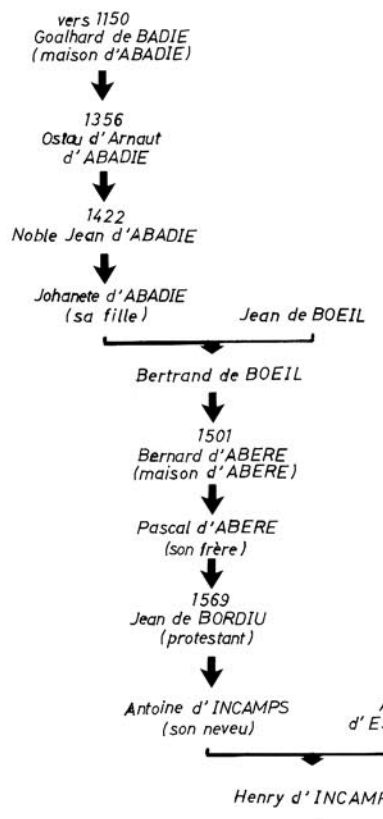 vers 1150
Goalhard de BADIE
(maison d'ABADIE)
1356
Ostau d'Arnaut
d'ABADIE
1422
Noble Jean d'ABADIE
Johanete d'ABADIE
(sa fille)
Jean de BOEIL
Bertrand de BOEIL
1501
Bernard d'ABERE
(maison d'ABERE)
Pascal d'ABERE
(son frère)
1569
Jean de BORDIU
(protestant)
Antoine d'INCAMPS
(son neveu)
Henry d'INCAMP